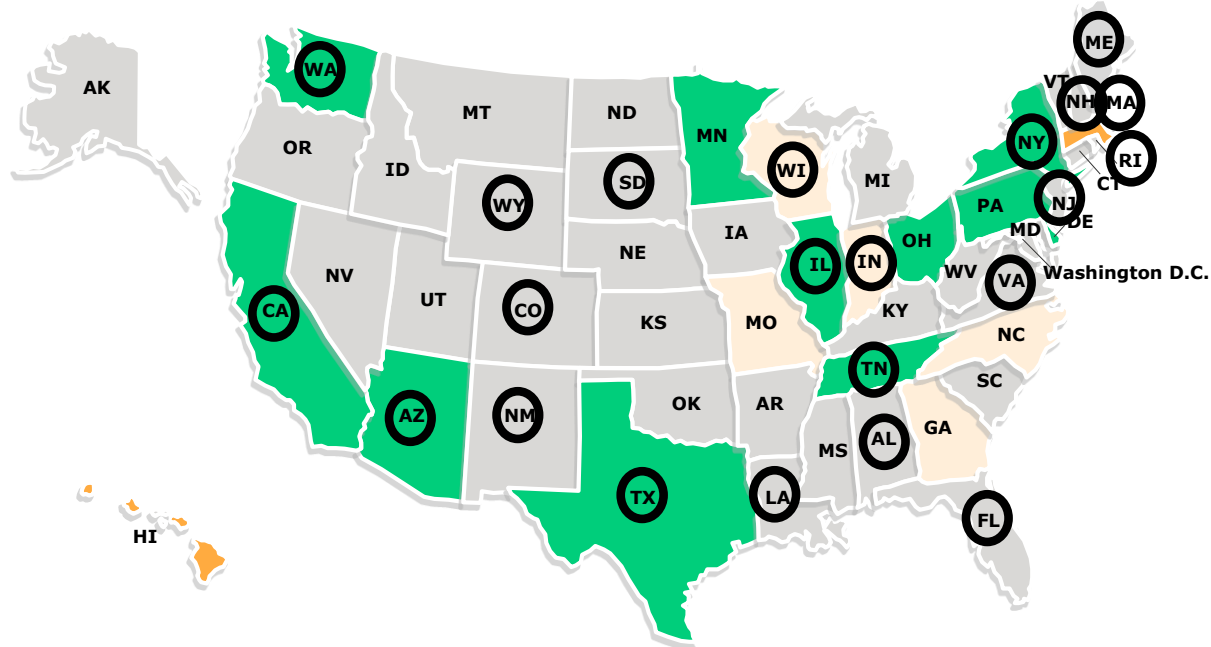 ME
WA
AK
VT
NH
MA
MT
ND
MN
NY
OR
RI
ID
WI
SD
MI
CT
WY
PA
NJ
DE
IA
OH
MD
NE
IN
IL
WV
Washington D.C.
NV
VA
UT
CO
KY
CA
KS
MO
NC
TN
SC
OK
AR
AZ
NM
GA
AL
MS
TX
LA
FL
HI